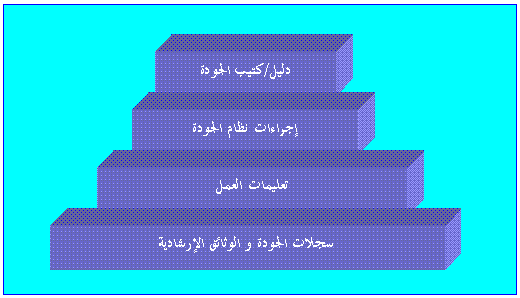 دليل/كتيب الجودة
إجراءات نظام الجودة
تعليمات العمل
سجلات الجودة و الوثائق الإرشادية